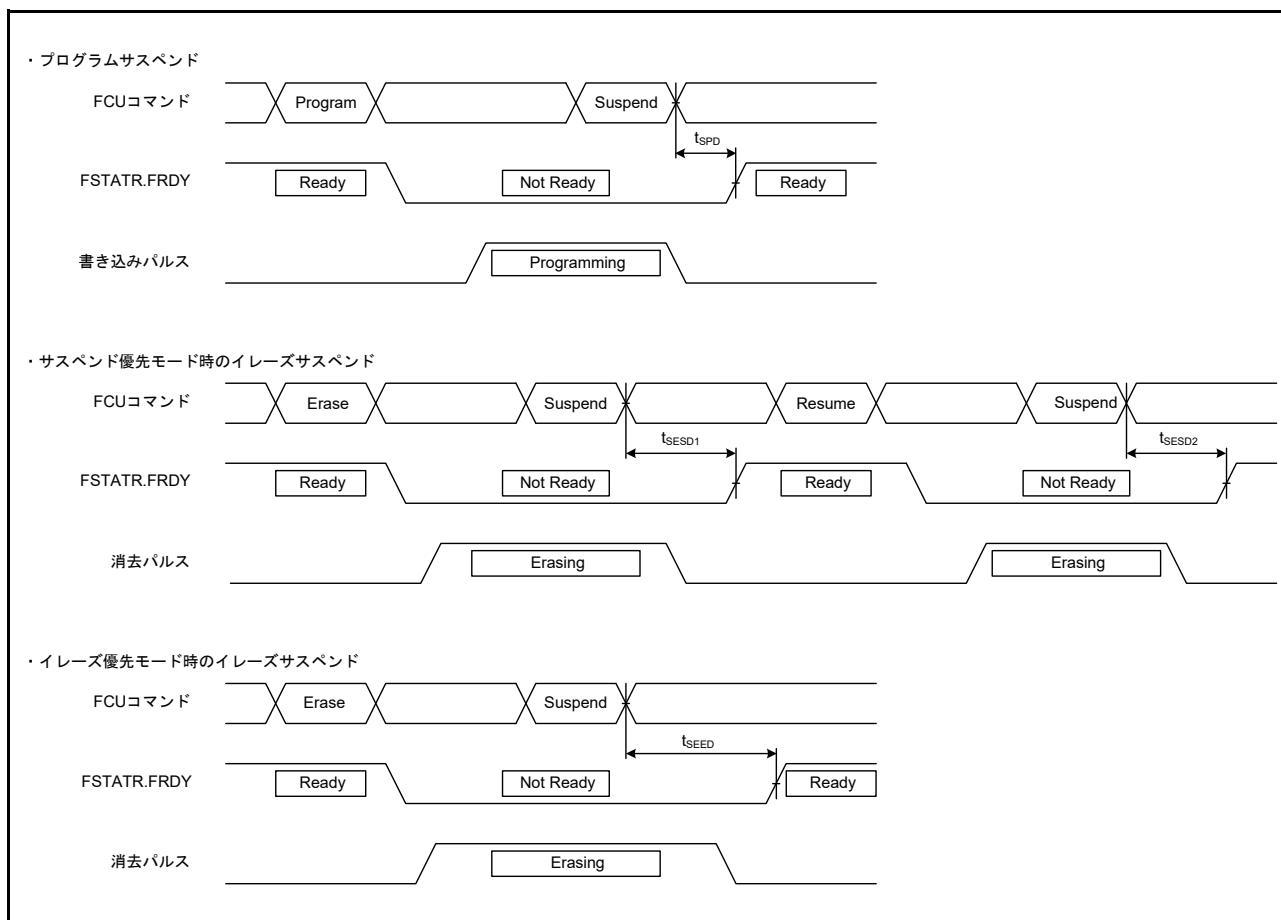 ・プログラムサスペンド
FCUコマンド Program Suspend
tSPD
FSTATR.FRDY Ready Not Ready Ready
書き込みパルス Programming
・サスペンド優先モード時のイレーズサスペンド
FCUコマンド Erase Suspend Resume Suspend
tSESD1 tSESD2
FSTATR.FRDY Ready Not Ready Ready Not Ready
消去パルス Erasing Erasing
・イレーズ優先モード時のイレーズサスペンド
FCUコマンド Erase Suspend
tSEED
FSTATR.FRDY Ready Not Ready Ready
消去パルス Erasing